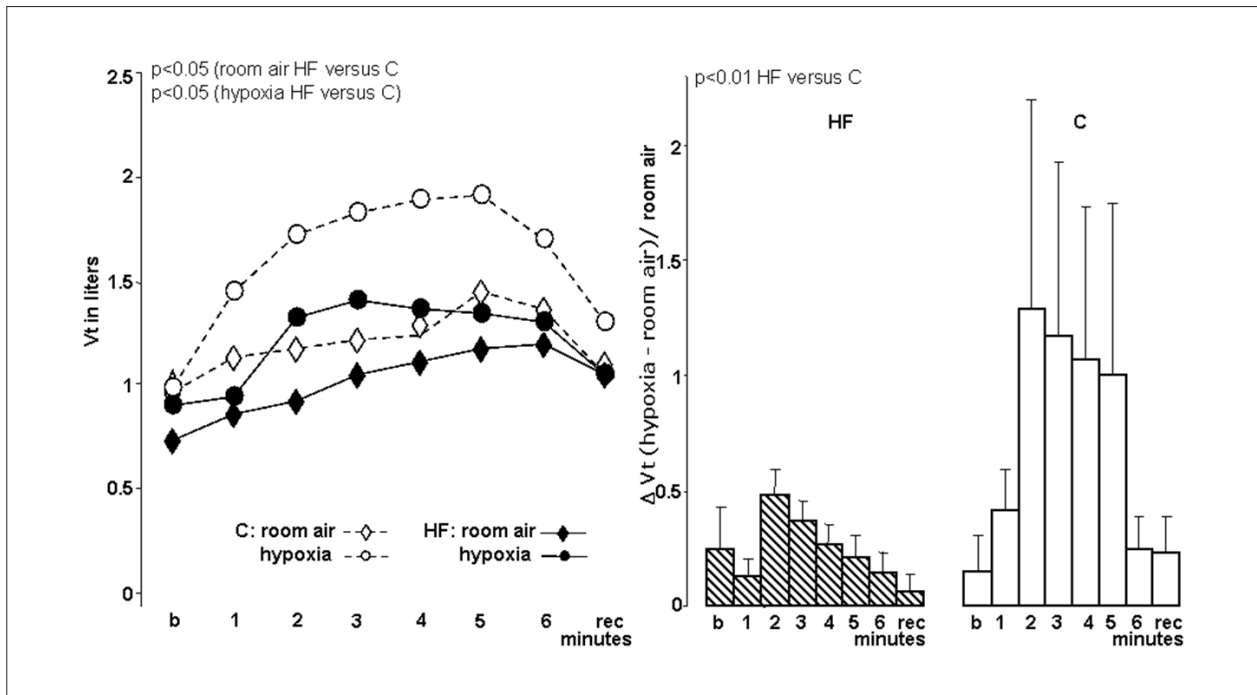 p<0.05 (room air HF versus C
p<0.05 (hypoxia HF versus C)
2.5
2
1.5
1
0.5
0
Vt in liters
C: room air
hypoxia
HF: room air
hypoxia
b 1 2 3 4 5 6 rec
minutes
p<0.01 HF versus C
HF
C
2
1.5
1
0.5
0
Δ Vt (hypoxia - room air)/ room air
b 1 2 3 4 5 6 rec
minutes
b 1 2 3 4 5 6 rec
minutes